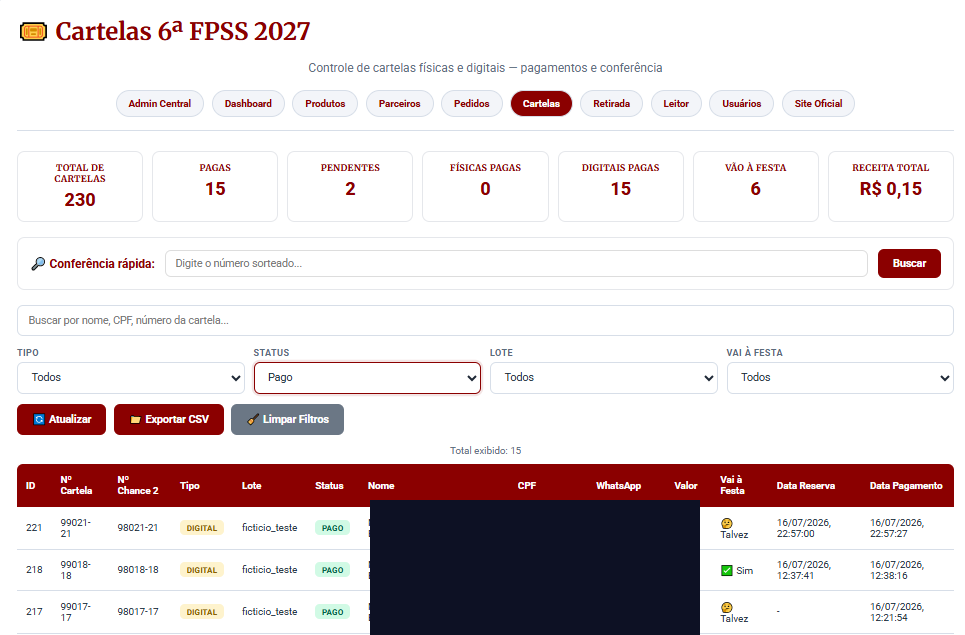 Cartelas 6ª FPSS 2027
Controle de cartelas físicas e digitais — pagamentos e conferência
Admin Central Dashboard Produtos Parceiros Pedidos Cartelas Retirada Leitor Usuários Site Oficial
TOTAL DE CARTELAS PAGAS PENDENTES FÍSICAS PAGAS DIGITAIS PAGAS VÃO À FESTA RECEITA TOTAL
230 15 2 0 15 6 R$ 0,15
Conferência rápida: Digite o número sorteado... Buscar
Buscar por nome, CPF, número da cartela...
TIPO STATUS LOTE VAI À FESTA
Todos Pago Todos Todos
Atualizar Exportar CSV Limpar Filtros
Total exibido: 15
ID Nº Cartela Nº Chance 2 Tipo Lote Status Nome CPF WhatsApp Valor Vai à Festa Data Reserva Data Pagamento
221 99021-21 98021-21 DIGITAL ficticio_teste PAGO Talvez 16/07/2026, 22:57:00 16/07/2026, 22:57:27
218 99018-18 98018-18 DIGITAL ficticio_teste PAGO Sim 16/07/2026, 12:37:41 16/07/2026, 12:38:16
217 99017-17 98017-17 DIGITAL ficticio_teste PAGO Talvez - 16/07/2026, 12:21:54